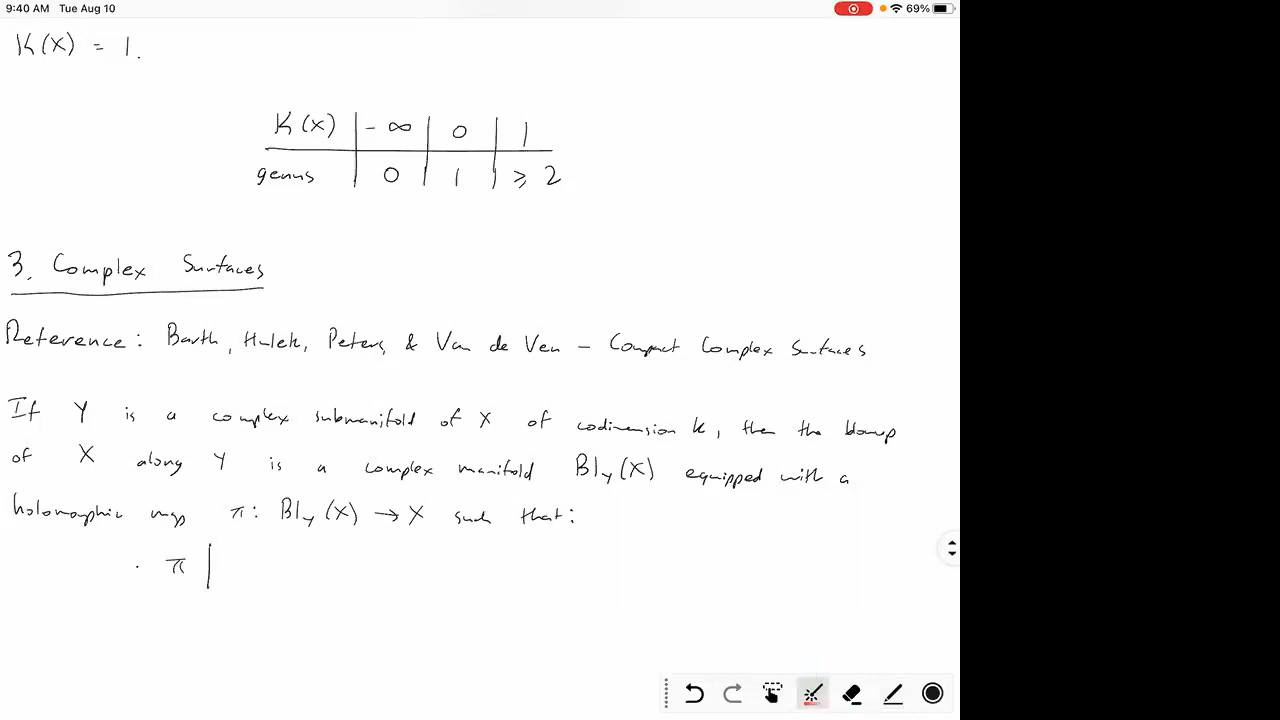 9:40 AM Tue Aug 10
69%
K(X) = 1.
K(X) | -∞ | 0 | 1
genus | 0 | 1 | ≥ 2
3. Complex Surfaces
Reference: Barth, Hulek, Peters, & Van de Ven - Compact Complex Surfaces
If Y is a complex submanifold of X of codimension k, then the blowup
of X along Y is a complex manifold Bl_Y(X) equipped with a
holomorphic map π: Bl_Y(X) → X such that:
· π |